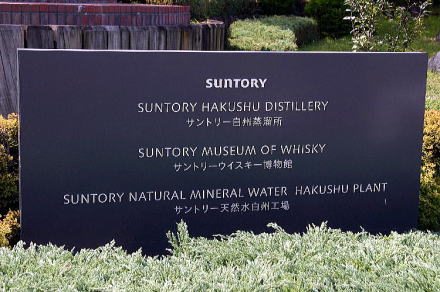 SUNTORY
SUNTORY HAKUSHU DISTILLERY
サントリー白州蒸溜所
SUNTORY MUSEUM OF WHISKY
サントリーウイスキー博物館
SUNTORY NATURAL MINERAL WATER HAKUSHU PLANT
サントリー天然水白州工場